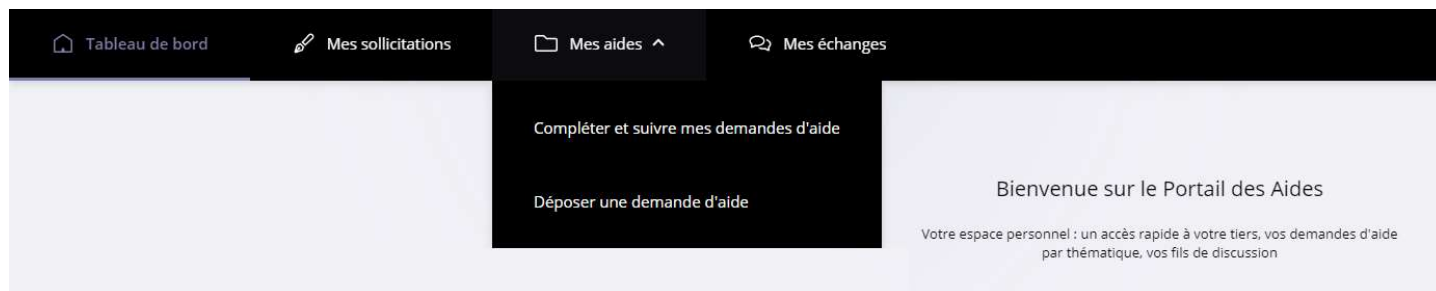 Tableau de bord
Mes sollicitations
Mes aides
Mes échanges
Compléter et suivre mes demandes d'aide
Déposer une demande d'aide
Bienvenue sur le Portail des Aides
Votre espace personnel : un accès rapide à votre tiers, vos demandes d'aide
par thématique, vos fils de discussion